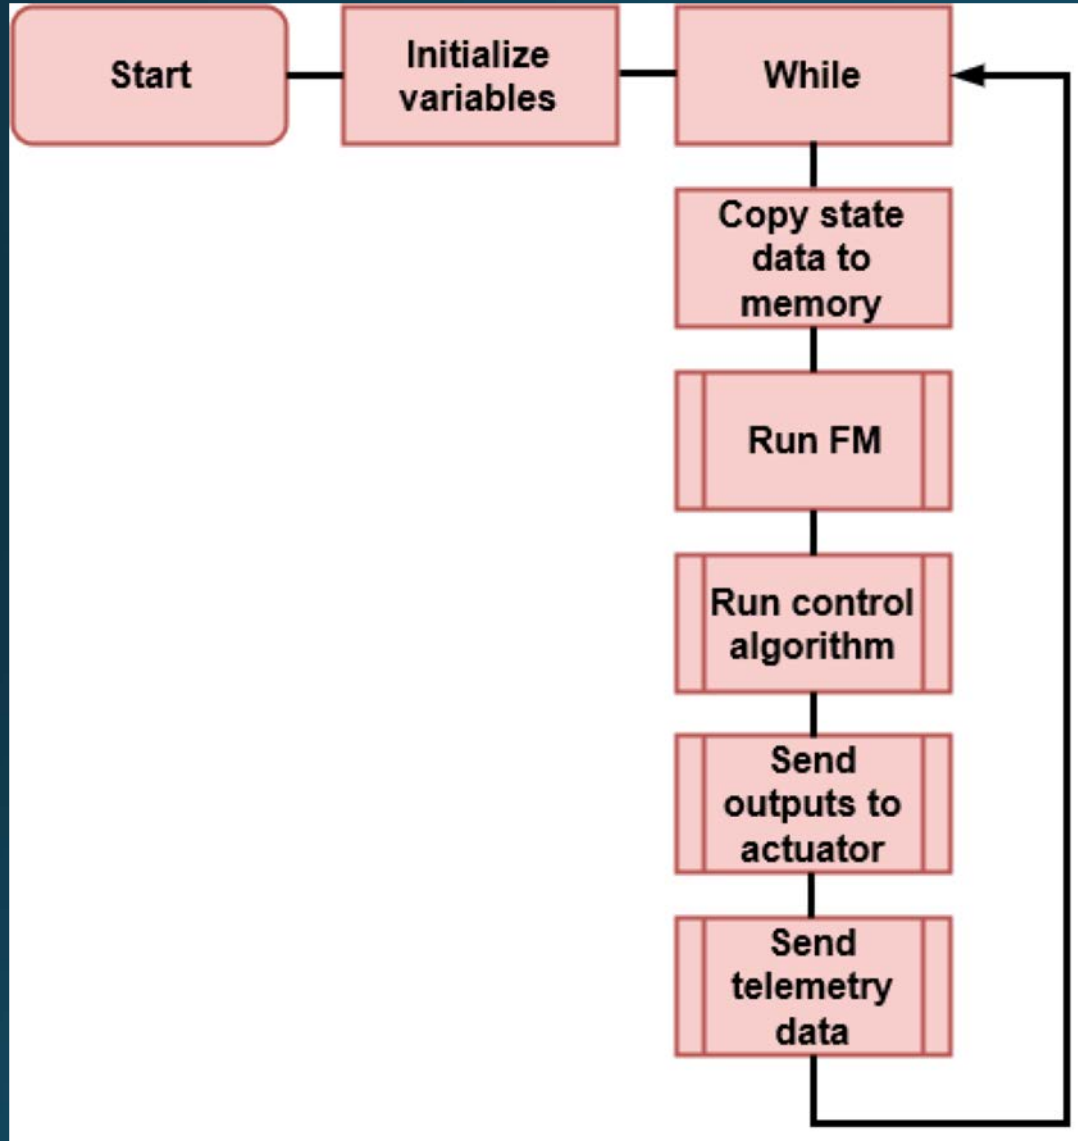 Start
Initialize
variables
While
Copy state
data to
memory
Run FM
Run control
algorithm
Send
outputs to
actuator
Send
telemetry
data